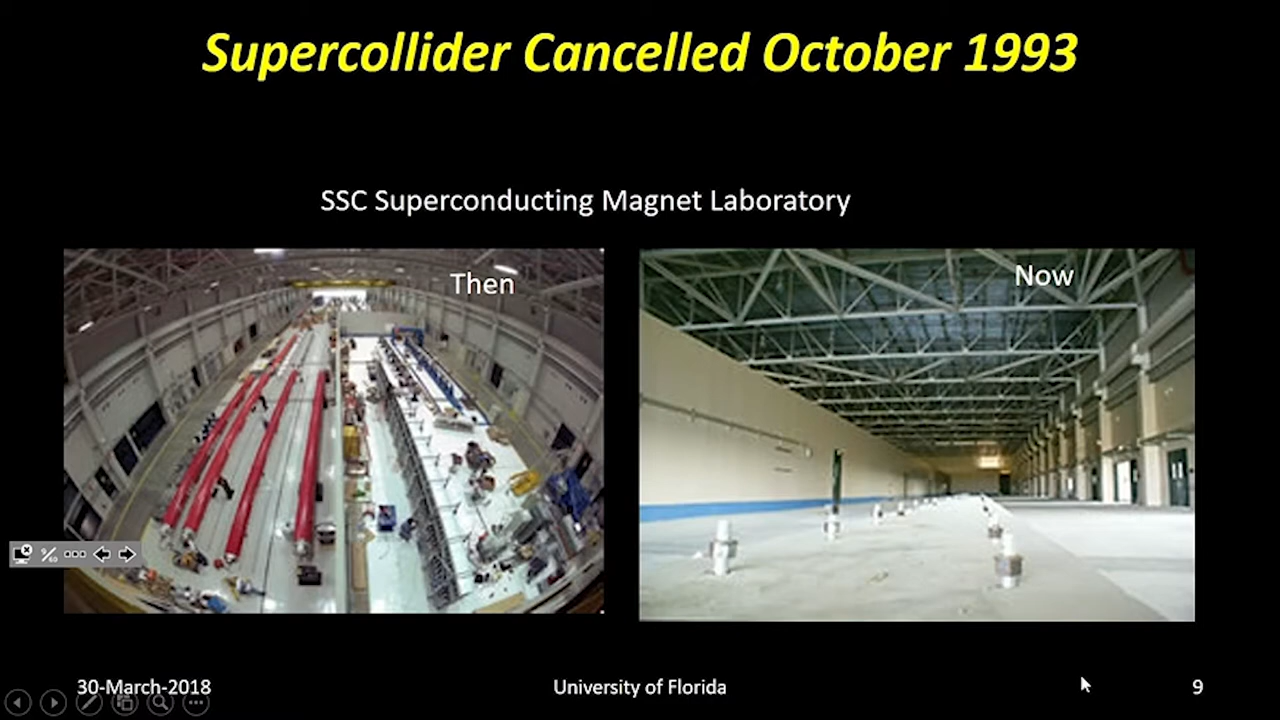 Supercollider Cancelled October 1993
SSC Superconducting Magnet Laboratory
Then
Now
30-March-2018
University of Florida
9